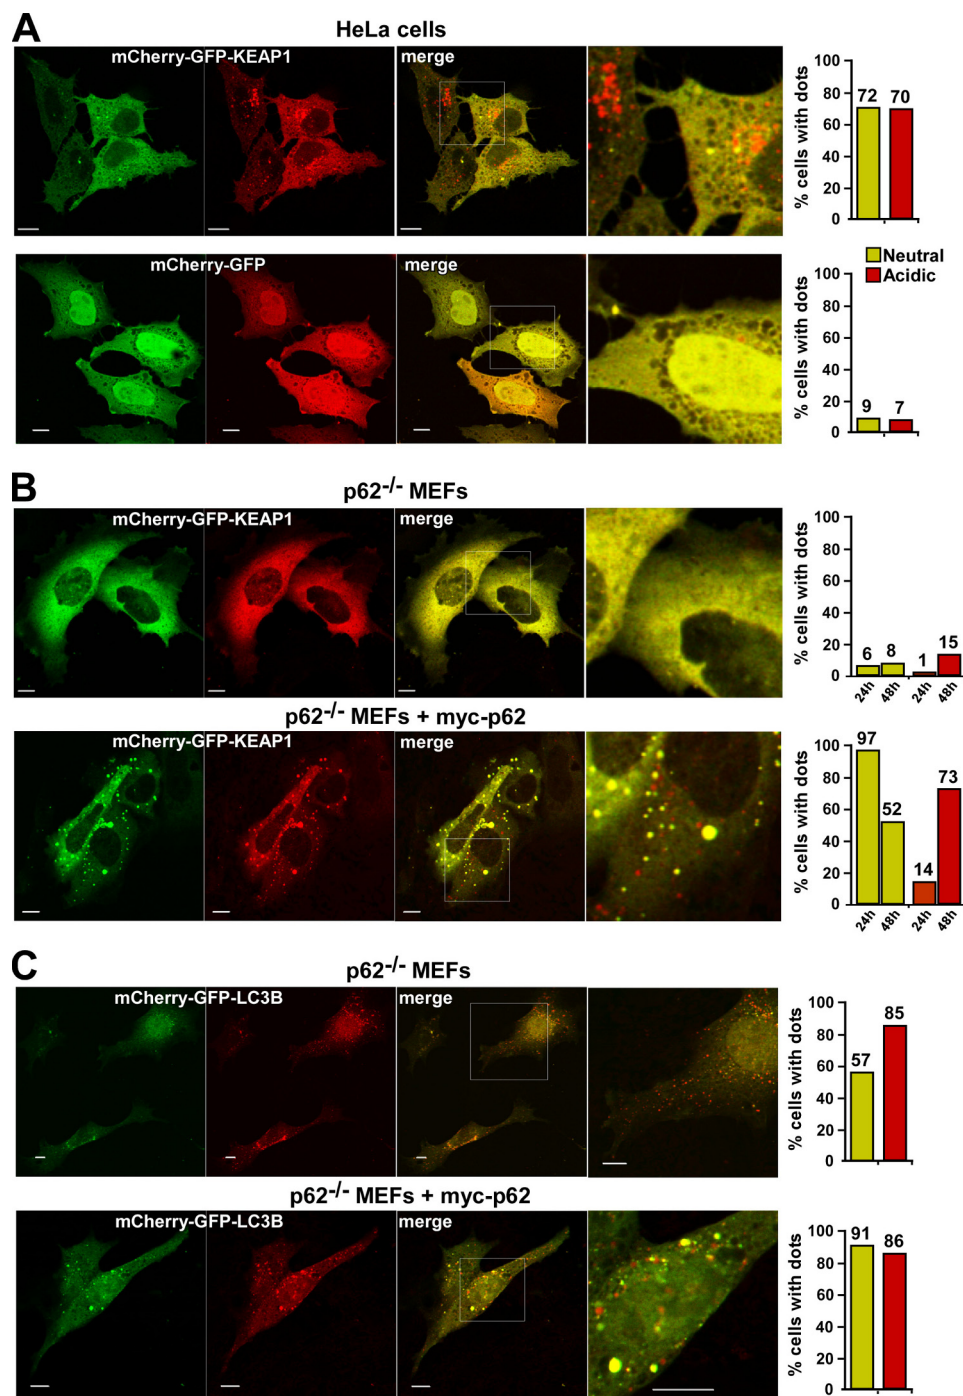 A
HeLa cells
mCherry-GFP-KEAP1
merge
% cells with dots
100
80
60
40
20
0
72
70
mCherry-GFP
merge
Neutral
Acidic
% cells with dots
100
80
60
40
20
0
9
7
B
p62-/- MEFs
mCherry-GFP-KEAP1
merge
% cells with dots
100
80
60
40
20
0
6
8
1
15
24h
48h
24h
48h
p62-/- MEFs + myc-p62
mCherry-GFP-KEAP1
merge
% cells with dots
100
80
60
40
20
0
97
52
14
73
24h
48h
24h
48h
C
p62-/- MEFs
mCherry-GFP-LC3B
merge
% cells with dots
100
80
60
40
20
0
57
85
p62-/- MEFs + myc-p62
mCherry-GFP-LC3B
merge
% cells with dots
100
80
60
40
20
0
91
86